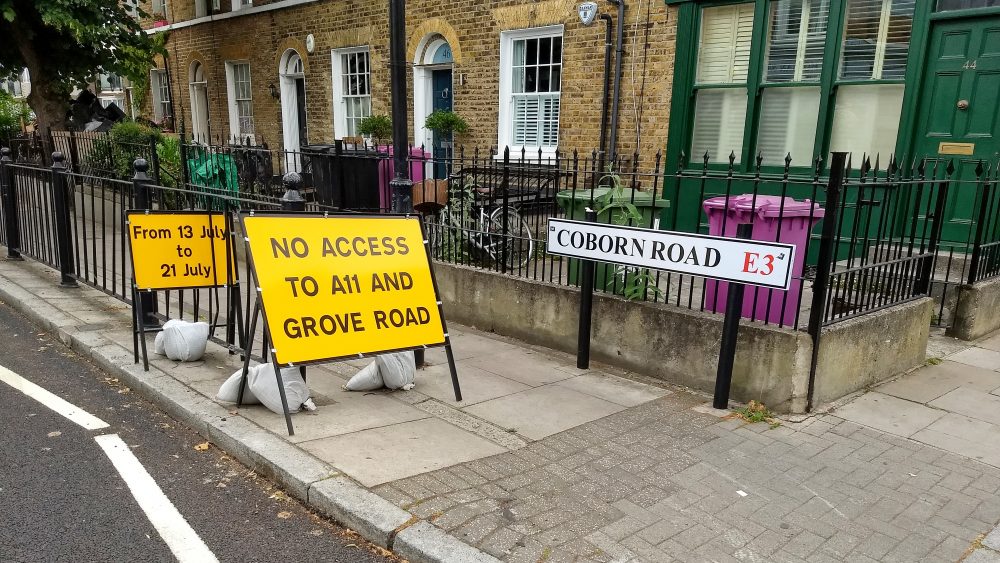 From 13 July
to
21 July
NO ACCESS
TO A11 AND
GROVE ROAD
COBORN ROAD E3
44